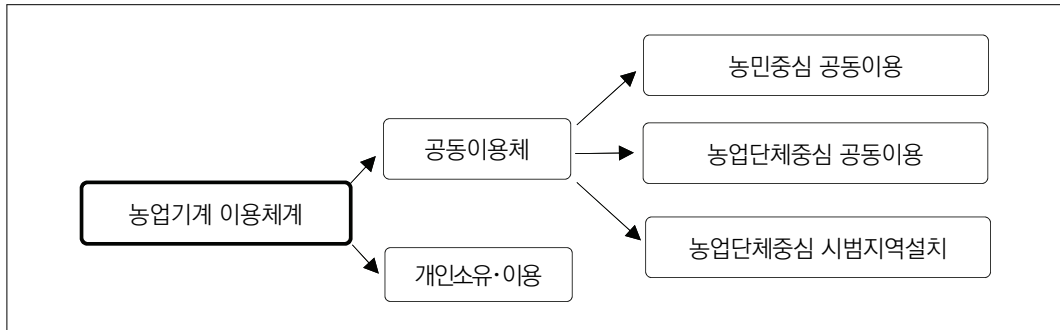 농업기계 이용체계
공동이용체
개인소유·이용
농민중심 공동이용
농업단체중심 공동이용
농업단체중심 시범지역설치